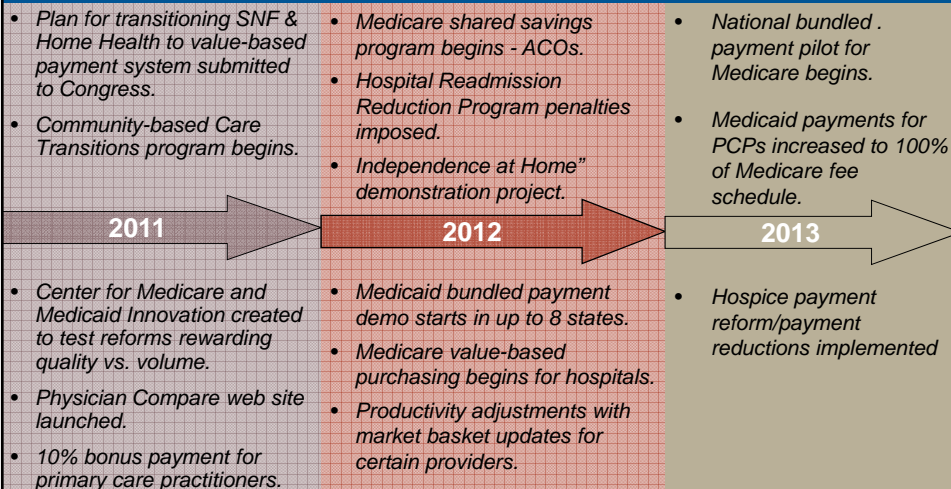 • Plan for transitioning SNF &
Home Health to value-based
payment system submitted
to Congress.
• Community-based Care
Transitions program begins.
• Medicare shared savings
program begins - ACOs.
• Hospital Readmission
Reduction Program penalties
imposed.
• Independence at Home"
demonstration project.
• National bundled .
payment pilot for
Medicare begins.
• Medicaid payments for
PCPs increased to 100%
of Medicare fee
schedule.
2011
2012
2013
• Center for Medicare and
Medicaid Innovation created
to test reforms rewarding
quality vs. volume.
• Physician Compare web site
launched.
• 10% bonus payment for
primary care practitioners.
• Medicaid bundled payment
demo starts in up to 8 states.
• Medicare value-based
purchasing begins for hospitals.
• Productivity adjustments with
market basket updates for
certain providers.
• Hospice payment
reform/payment
reductions implemented